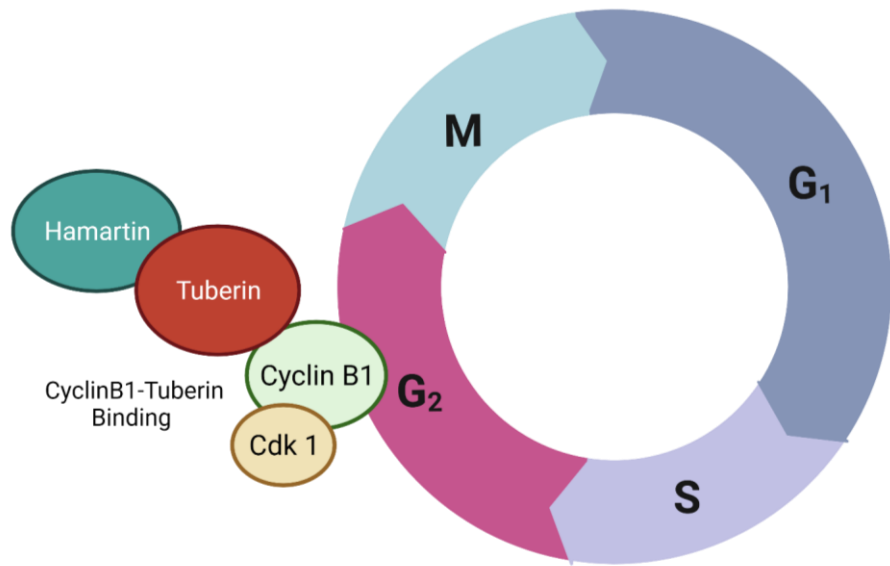 M
G₁
Hamartin
Tuberin
Cyclin B1
G₂
CyclinB1-Tuberin
Binding
Cdk 1
S